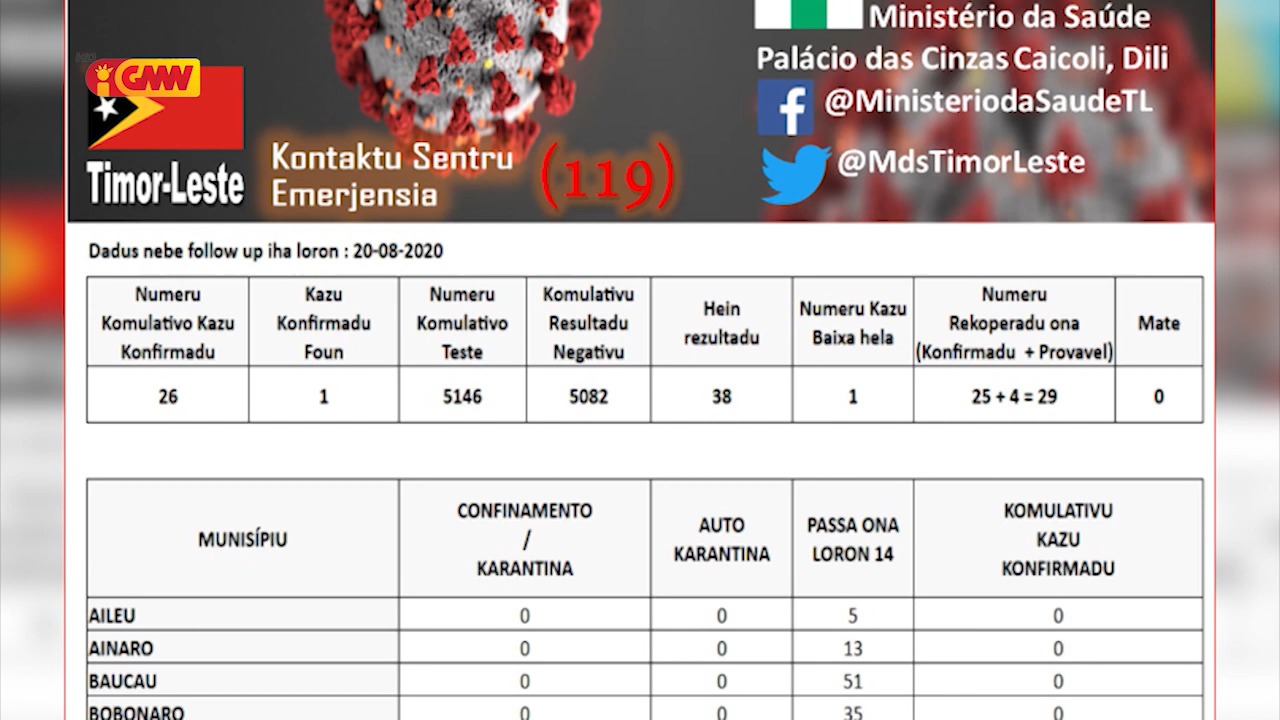 GMN
Timor-Leste
Kontaktu Sentru
Emerjensia
(119)
Ministério da Saúde
Palácio das Cinzas Caicoli, Dili
@MinisteriodaSaudeTL
@MdsTimorLeste
Dadus nebe follow up iha loron : 20-08-2020
Numeru Komulativo Kazu Konfirmadu
Kazu Konfirmadu Foun
Numeru Komulativo Teste
Komulativu Resultadu Negativu
Hein rezultadu
Numeru Kazu Baixa hela
Numeru Rekoperadu ona (Konfirmadu + Provavel)
Mate
26 1 5146 5082 38 1 25 + 4 = 29 0
MUNISÍPIU
CONFINAMENTO / KARANTINA
AUTO KARANTINA
PASSA ONA LORON 14
KOMULATIVU KAZU KONFIRMADU
AILEU 0 0 5 0
AINARO 0 0 13 0
BAUCAU 0 0 51 0
BOBONARO 0 0 35 0